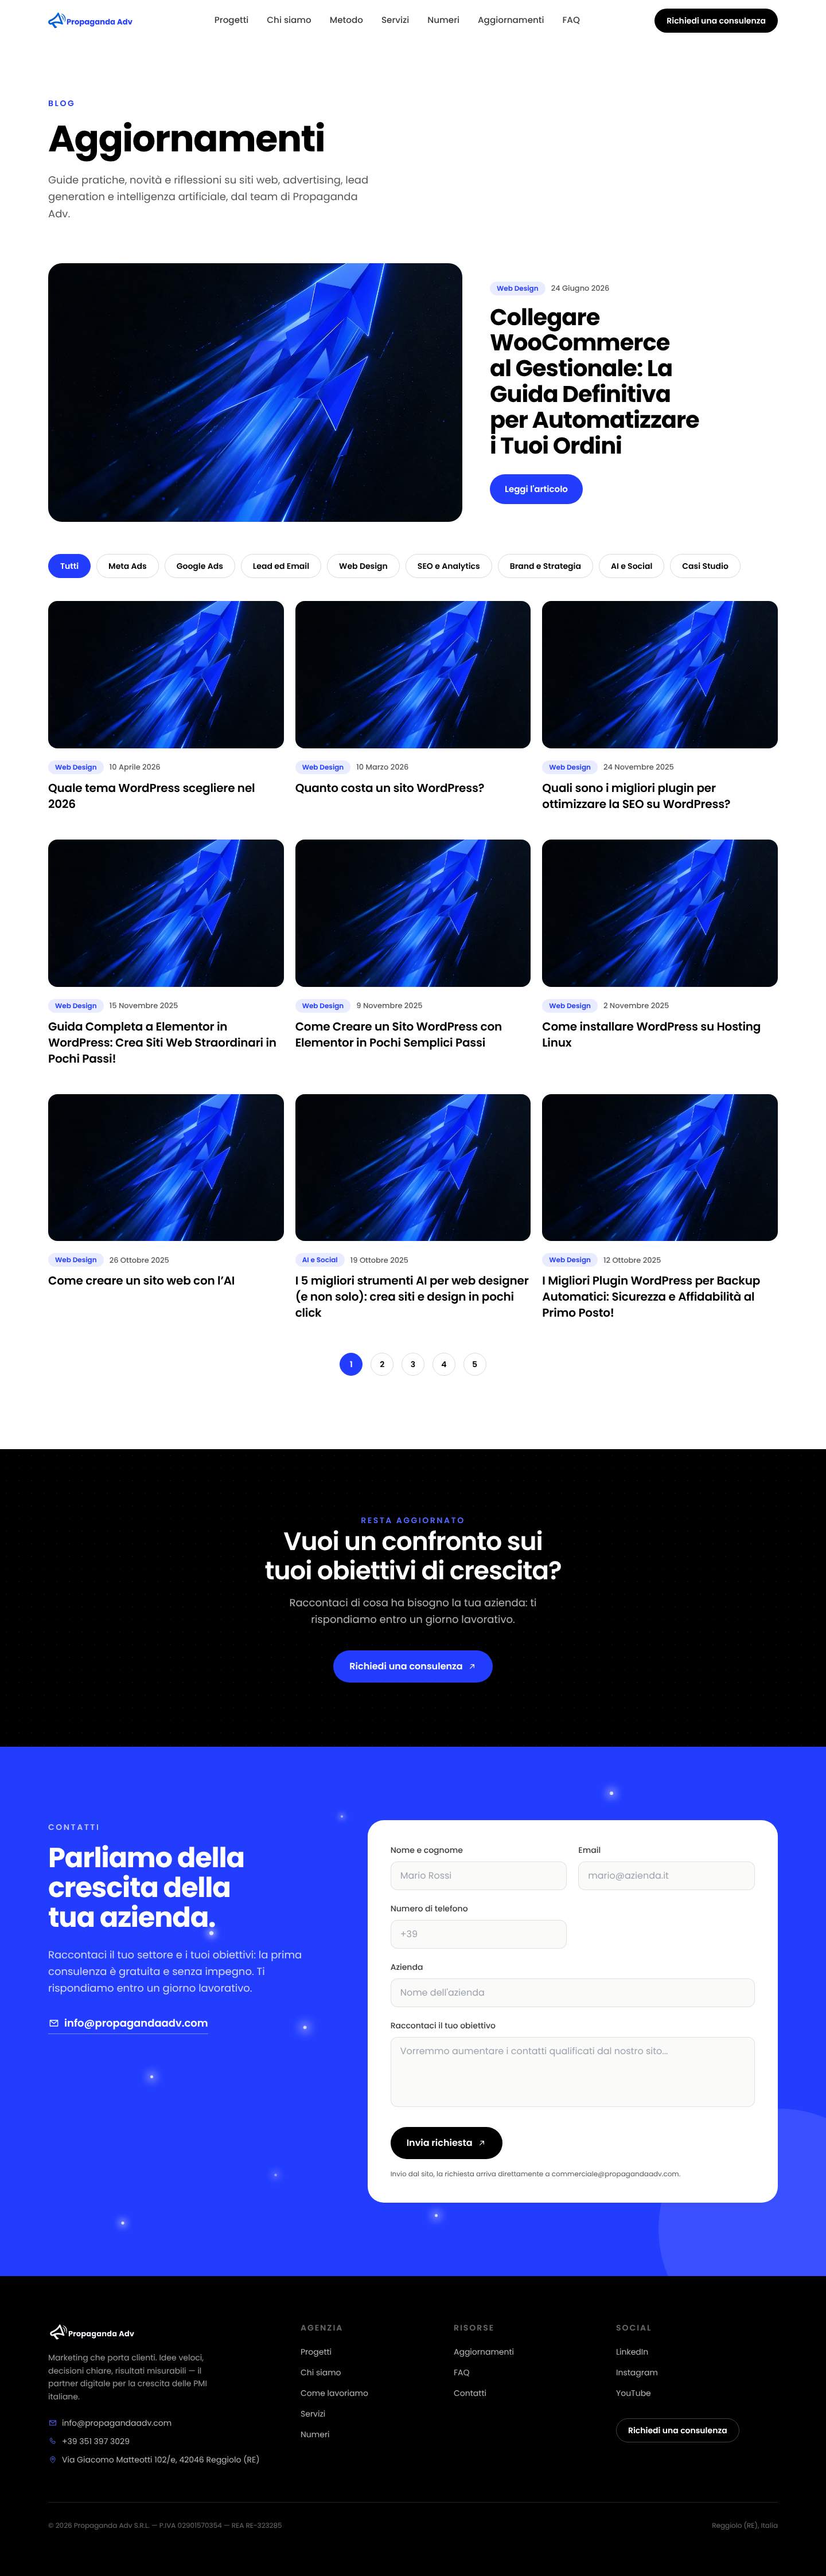 Propaganda Adv
Progetti
Chi siamo
Metodo
Servizi
Numeri
Aggiornamenti
FAQ
Richiedi una consulenza
BLOG
Aggiornamenti
Guide pratiche, novità e riflessioni su siti web, advertising, lead
generation e intelligenza artificiale, dal team di Propaganda
Adv.
Web Design
24 Giugno 2026
Collegare
WooCommerce
al Gestionale: La
Guida Definitiva
per Automatizzare
i Tuoi Ordini
Leggi l'articolo
Tutti
Meta Ads
Google Ads
Lead ed Email
Web Design
SEO e Analytics
Brand e Strategia
AI e Social
Casi Studio
Web Design
10 Aprile 2026
Quale tema WordPress scegliere nel
2026
Web Design
10 Marzo 2026
Quanto costa un sito WordPress?
Web Design
24 Novembre 2025
Quali sono i migliori plugin per
ottimizzare la SEO su WordPress?
Web Design
15 Novembre 2025
Guida Completa a Elementor in
WordPress: Crea Siti Web Straordinari in
Pochi Passi!
Web Design
9 Novembre 2025
Come Creare un Sito WordPress con
Elementor in Pochi Semplici Passi
Web Design
2 Novembre 2025
Come installare WordPress su Hosting
Linux
Web Design
26 Ottobre 2025
Come creare un sito web con l’AI
AI e Social
19 Ottobre 2025
I 5 migliori strumenti AI per web designer
(e non solo): crea siti e design in pochi
click
Web Design
12 Ottobre 2025
I Migliori Plugin WordPress per Backup
Automatici: Sicurezza e Affidabilità al
Primo Posto!
1
2
3
4
5
RESTA AGGIORNATO
Vuoi un confronto sui
tuoi obiettivi di crescita?
Raccontaci di cosa ha bisogno la tua azienda: ti
rispondiamo entro un giorno lavorativo.
Richiedi una consulenza
CONTATTI
Parliamo della
crescita della
tua azienda.
Raccontaci il tuo settore e i tuoi obiettivi: la prima
consulenza è gratuita e senza impegno. Ti
rispondiamo entro un giorno lavorativo.
info@propagandaadv.com
Nome e cognome
Mario Rossi
Email
mario@azienda.it
Numero di telefono
+39
Azienda
Nome dell'azienda
Raccontaci il tuo obiettivo
Vorremmo aumentare i contatti qualificati dal nostro sito...
Invia richiesta
Invio dal sito, la richiesta arriva direttamente a commerciale@propagandaadv.com.
Propaganda Adv
Marketing che porta clienti. Idee veloci,
decisioni chiare, risultati misurabili — il
partner digitale per la crescita delle PMI
italiane.
info@propagandaadv.com
+39 351 397 3029
Via Giacomo Matteotti 102/e, 42046 Reggiolo (RE)
AGENZIA
Progetti
Chi siamo
Come lavoriamo
Servizi
Numeri
RISORSE
Aggiornamenti
FAQ
Contatti
SOCIAL
LinkedIn
Instagram
YouTube
Richiedi una consulenza
© 2026 Propaganda Adv S.R.L. — P.IVA 02901570354 — REA RE-323285
Reggiolo (RE), Italia